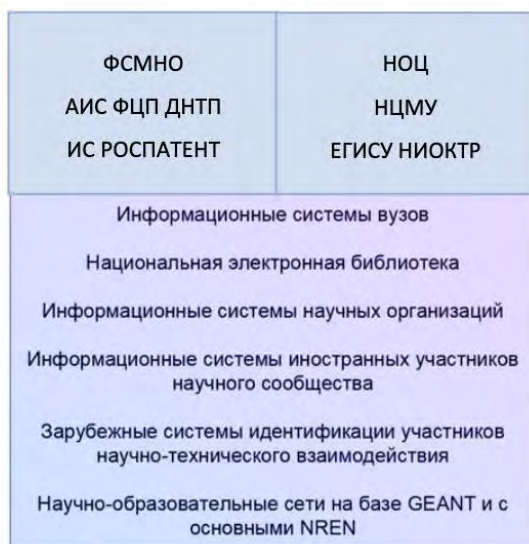 ФСМНО
АИС ФЦП ДНТП
ИС РОСПАТЕНТ
НОЦ
НЦМУ
ЕГИСУ НИОКТР
Информационные системы вузов
Национальная электронная библиотека
Информационные системы научных организаций
Информационные системы иностранных участников
научного сообщества
Зарубежные системы идентификации участников
научно-технического взаимодействия
Научно-образовательные сети на базе GEANT и с
основными NREN